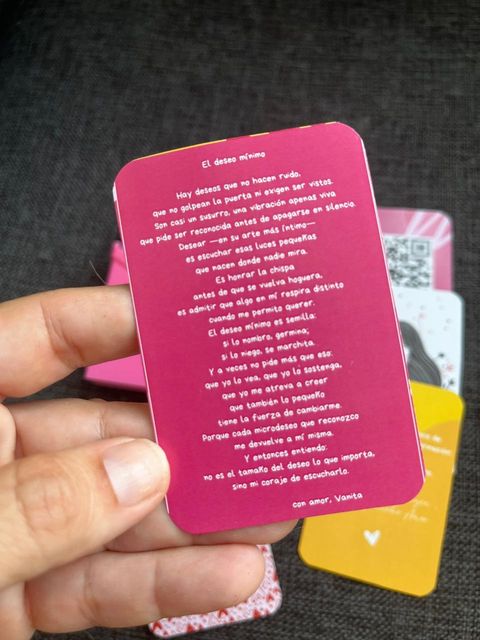 El deseo mínimo
Hay deseos que no hacen ruido,
que no golpean la puerta ni exigen ser vistos.
Son casi un susurro, una vibración apenas viva
que pide ser reconocida antes de apagarse en silencio.
Desear —en su arte más íntimo—
es escuchar esas luces pequeKas
que nacen donde nadie mira.
Es honrar la chispa
antes de que se vuelva hoguera,
es admitir que algo en mí respira distinto
cuando me permito querer.
El deseo mínimo es semilla:
si lo nombro, germina;
si lo niego, se marchita.
Y a veces no pide más que eso:
que yo lo vea, que yo lo sostenga,
que yo me atreva a creer
que también lo pequeKo
tiene la fuerza de cambiarme.
Porque cada microdeseo que reconozco
me devuelve a mí misma.
Y entonces entiendo:
no es el tamaKo del deseo lo que importa,
sino mi coraje de escucharlo.
con amor, Vanita